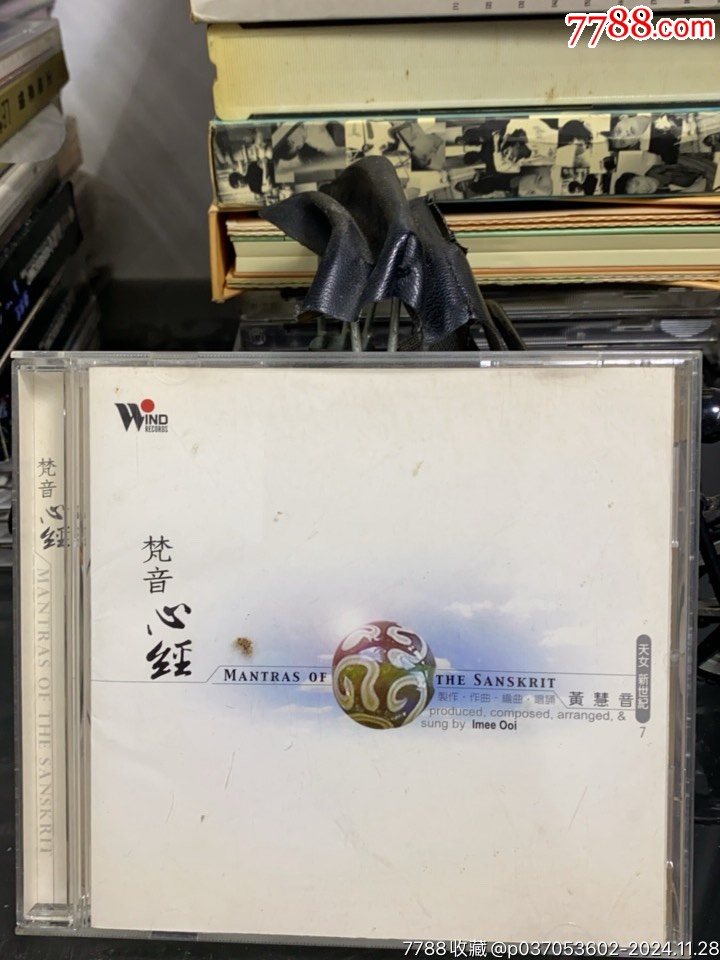 7788.com
WIND
RECORDS
梵音
心經
MANTRAS OF THE SANSKRIT
梵音
心經
MANTRAS OF THE SANSKRIT
製作·作曲·編曲·唱誦 黃慧音
produced, composed, arranged, &
sung by Imee Ooi
天女 新世紀
7
7788收藏@p037053602-2024.11.28